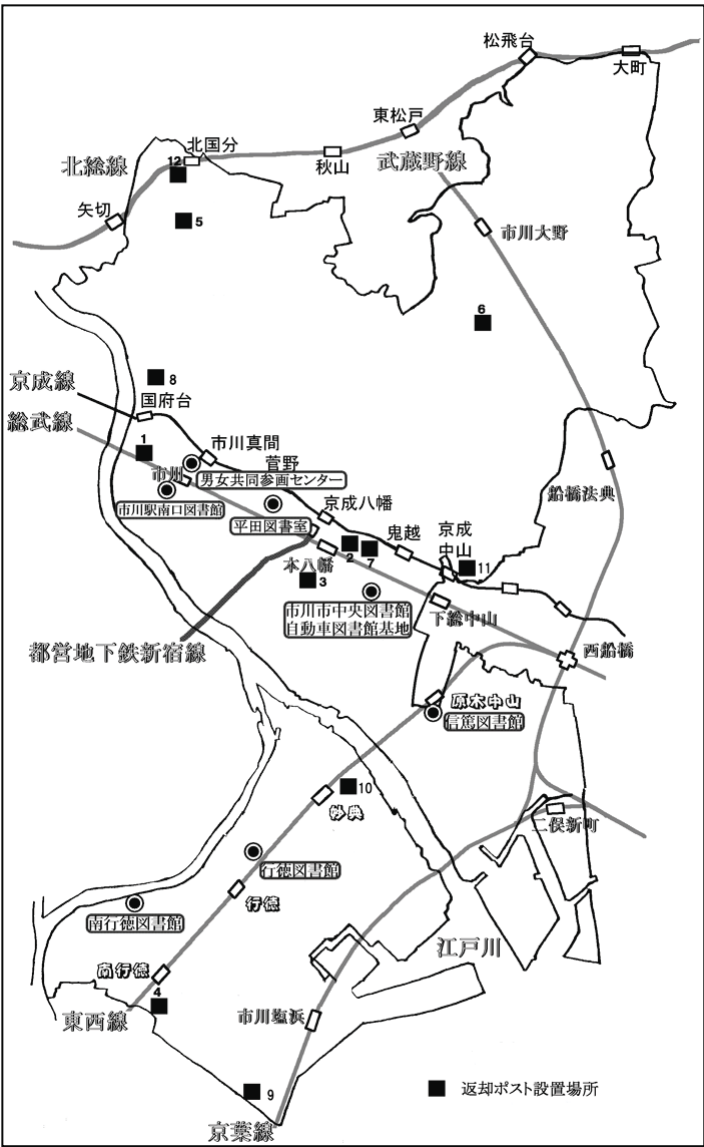 松飛台
大町
東松戸
北国分
秋山
北総線
武蔵野線
12
矢切
5
市川大野
6
8
京成線
国府台
総武線
1
市川真間
菅野
市州
男女共同参画センター
市川駅南口図書館
船橋法典
京成八幡
平田図書室
鬼越
京成
中山
本八幡
2
7
11
3
市川市中央図書館
自動車図書館基地
下総中山
都営地下鉄新宿線
西船橋
原木中山
信篤図書館
10
妙典
二俣新町
行徳図書館
行徳
南行徳図書館
江戸川
南行徳
4
東西線
市川塩浜
9
返却ポスト設置場所
京葉線